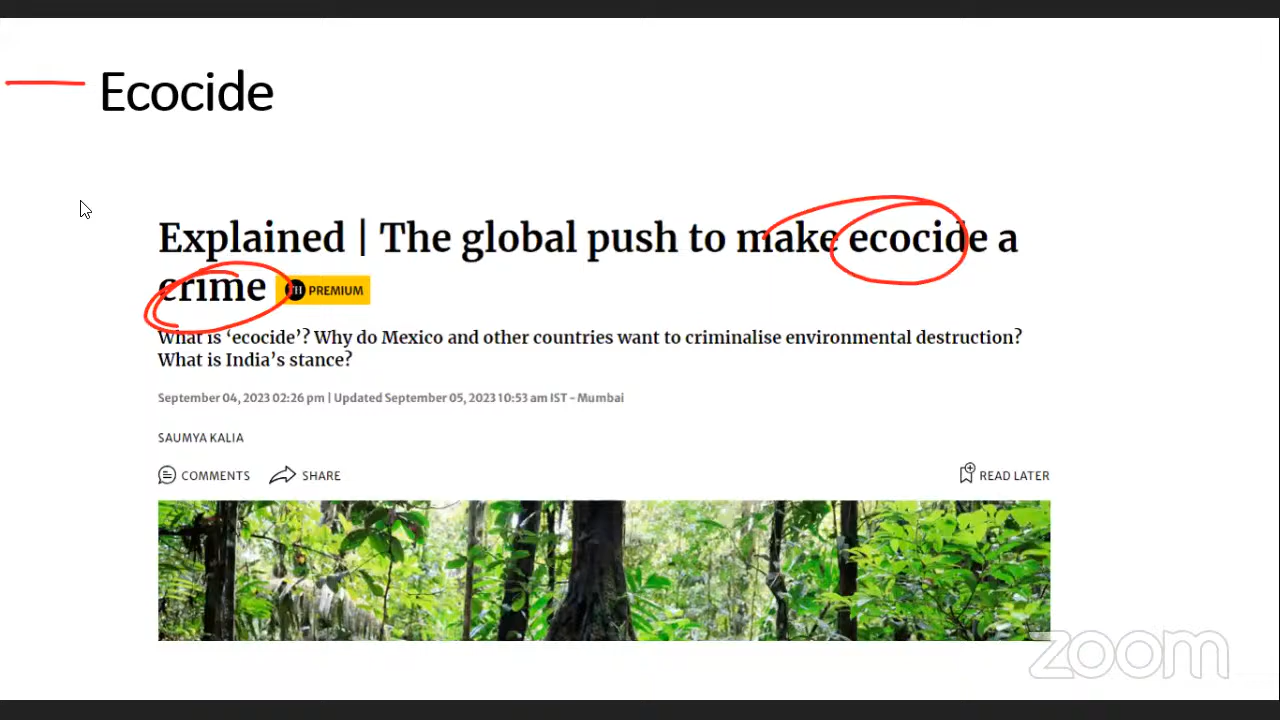 Ecocide
Explained | The global push to make ecocide a
crime TH PREMIUM
What is ‘ecocide’? Why do Mexico and other countries want to criminalise environmental destruction?
What is India’s stance?
September 04, 2023 02:26 pm | Updated September 05, 2023 10:53 am IST - Mumbai
SAUMYA KALIA
COMMENTS SHARE READ LATER
zoom